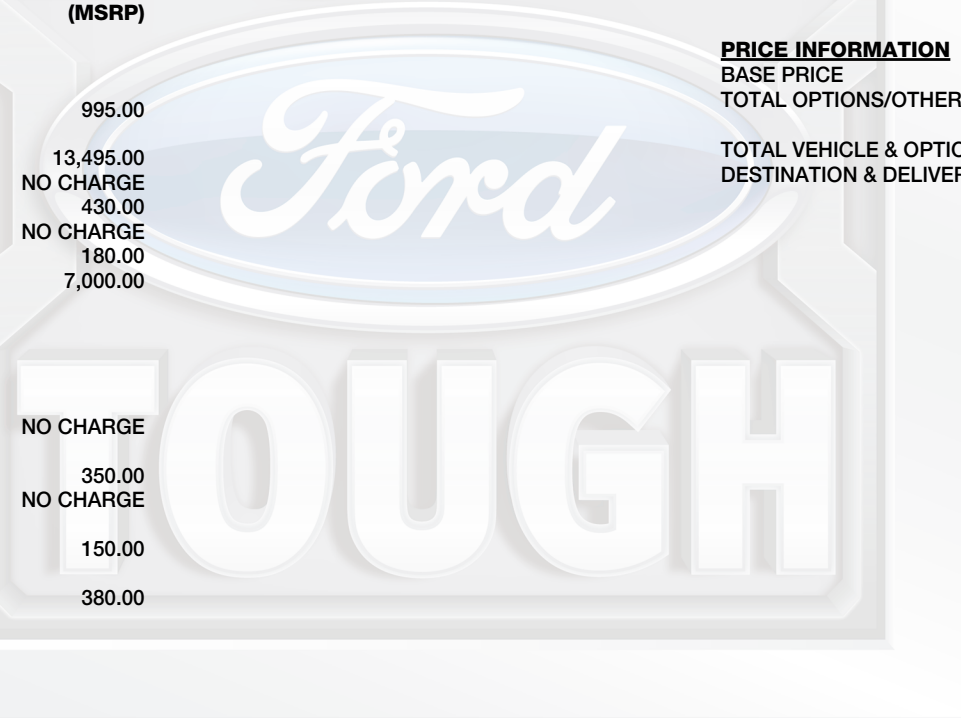 (MSRP)
995.00
13,495.00
NO CHARGE
430.00
NO CHARGE
180.00
7,000.00
NO CHARGE
350.00
NO CHARGE
150.00
380.00
PRICE INFORMATION
BASE PRICE
TOTAL OPTIONS/OTHER
TOTAL VEHICLE & OPTIO
DESTINATION & DELIVER
Ford
TOUGH